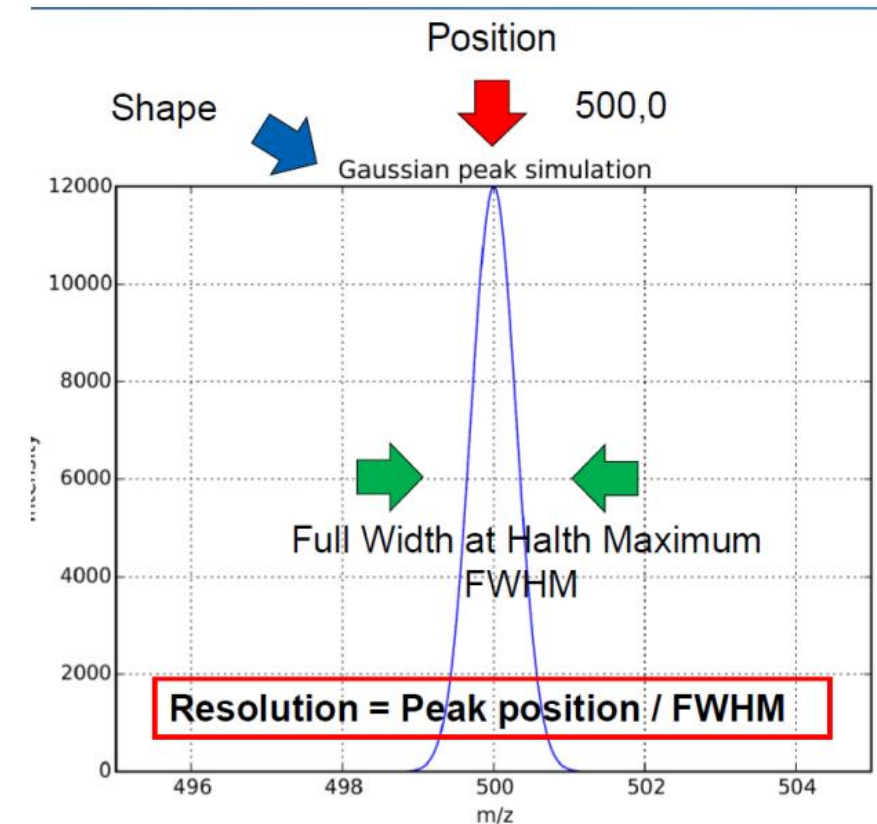 Position
Shape
500,0
Gaussian peak simulation
12000
10000
8000
6000
4000
2000
0
Full Width at Halth Maximum
FWHM
Resolution = Peak position / FWHM
496
498
500
502
504
m/z